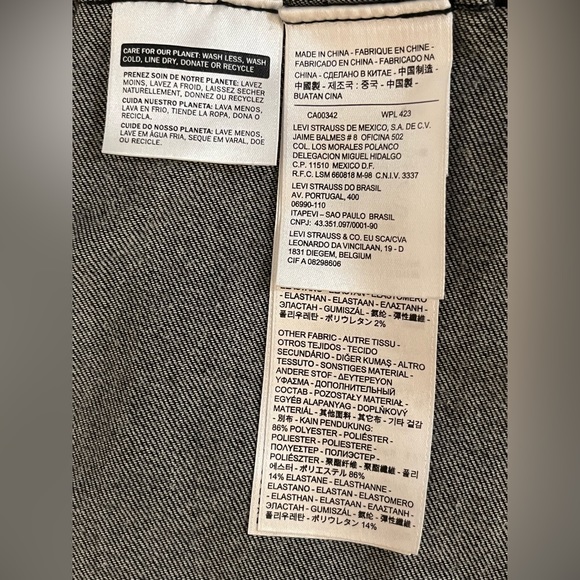 CARE FOR OUR PLANET: WASH LESS, WASH
COLD, LINE DRY, DONATE OR RECYCLE
PRENEZ SOIN DE NOTRE PLANETE: LAVEZ
MOINS, LAVEZ A FROID, LAISSEZ SECHER
NATURELLEMENT, DONNEZ OU RECYCLEZ
CUIDA NUESTRO PLANETA: LAVA MENOS,
LAVA EN FRIO, TIENDE LA ROPA, DONA O
RECICLA.
CUIDE DO NOSSO PLANETA: LAVE MENOS,
LAVE EM ÁGUA FRIA, SEQUE EM VARAL, DOE
OU RECICLE.
MADE IN CHINA - FABRIQUE EN CHINE -
FABRICADO EN CHINA - FABRICADO NA
CHINA - СДЕЛАНО В КИТАЕ - 中国制造 -
中國製 - 제조국 : 중국 - 中国製 -
BUATAN CINA
CA00342 WPL 423
LEVI STRAUSS DE MEXICO, S.A. DE C.V.
JAIME BALMES # 8 OFICINA 502
COL. LOS MORALES POLANCO
DELEGACION MIGUEL HIDALGO
C.P. 11510 MEXICO D.F.
R.F.C. LSM 660818 M-98 C.N.I.V. 3337
LEVI STRAUSS DO BRASIL
AV. PORTUGAL, 400
06990-110
ITAPEVI – SAO PAULO BRASIL
CNPJ: 43.351.097/0001-90
LEVI STRAUSS & CO. EU SCA/CVA
LEONARDO DA VINCILAAN, 19 - D
1831 DIEGEM, BELGIUM
CIF A 08298606
ELASTANO - ELASTAN - ELASTOMERO
- ELASTHAN - ELASTAAN - ΕΛΑΣΤΑΝΗ -
ЭЛАСТАН - GUMISZÁL - 氨纶 - 彈性纖維 -
폴리우레탄 - ポリウレタン 2%
OTHER FABRIC - AUTRE TISSU -
OTROS TEJIDOS - TECIDO
SECUNDÁRIO - DIĞER KUMAŞ - ALTRO
TESSUTO - SONSTIGES MATERIAL -
ANDERE STOF - ΔΕΥΤΕΡΕΥΟΝ
ΥΦΑΣΜΑ - ДОПОЛНИТЕЛЬНЫЙ
СОСТАВ - POZOSTAŁY MATERIAŁ -
EGYÉB ALAPANYAG - DOPLŇKOVÝ
MATERIÁL - 其他面料 - 其它布料 - 기타 겉감
- 別布 - KAIN PENDUKUNG:
86% POLYESTER - POLIÉSTER -
POLIESTER - POLIESTERE -
ΠΟΛΥΕΣΤΕΡ - ПОЛИЭСТЕР -
POLIÉSZTER - 聚酯纤维 - 聚酯纖維 - 폴리
에스터 - ポリエステル 86%
14% ELASTANE - ELASTHANNE -
ELASTANO - ELASTAN - ELASTOMERO
- ELASTHAN - ELASTAAN - ΕΛΑΣΤΑΝΗ -
ЭЛАСТАН - GUMISZÁL - 氨纶 - 彈性纖維 -
폴리우레탄 - ポリウレタン 14%